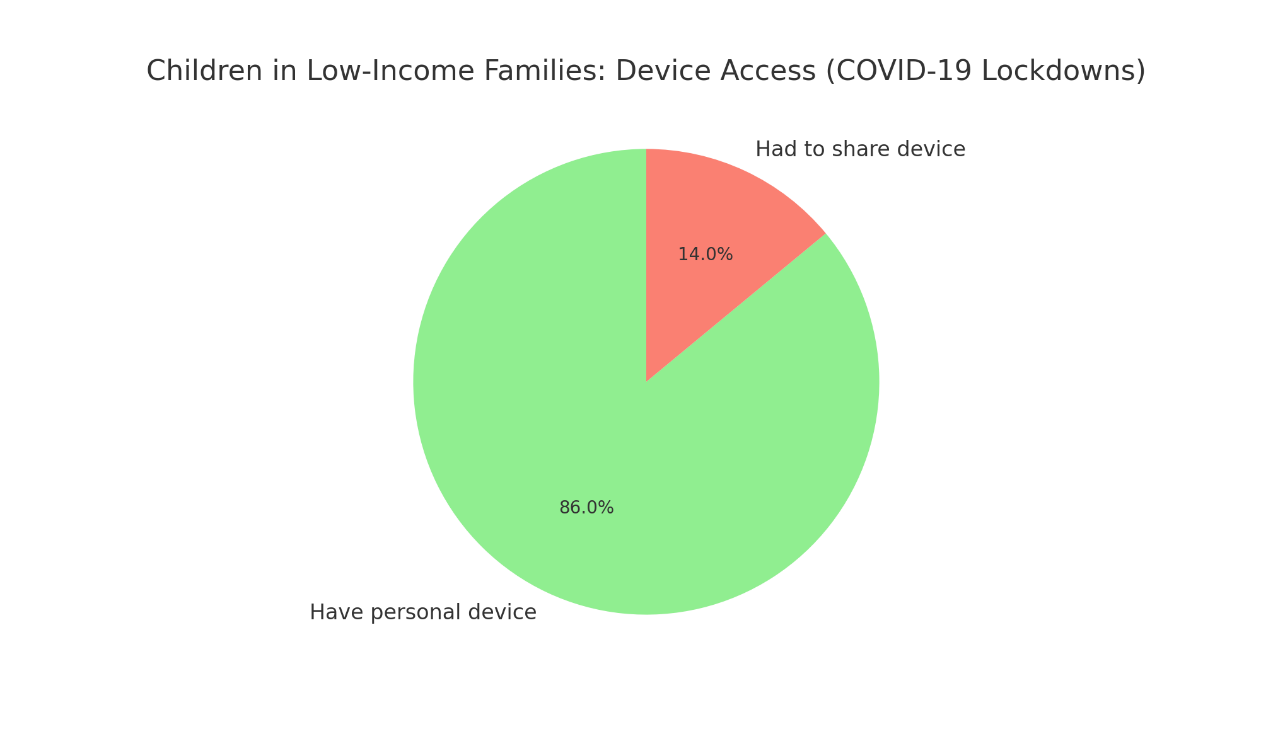 Children in Low-Income Families: Device Access (COVID-19 Lockdowns)
Had to share device
14.0%
86.0%
Have personal device